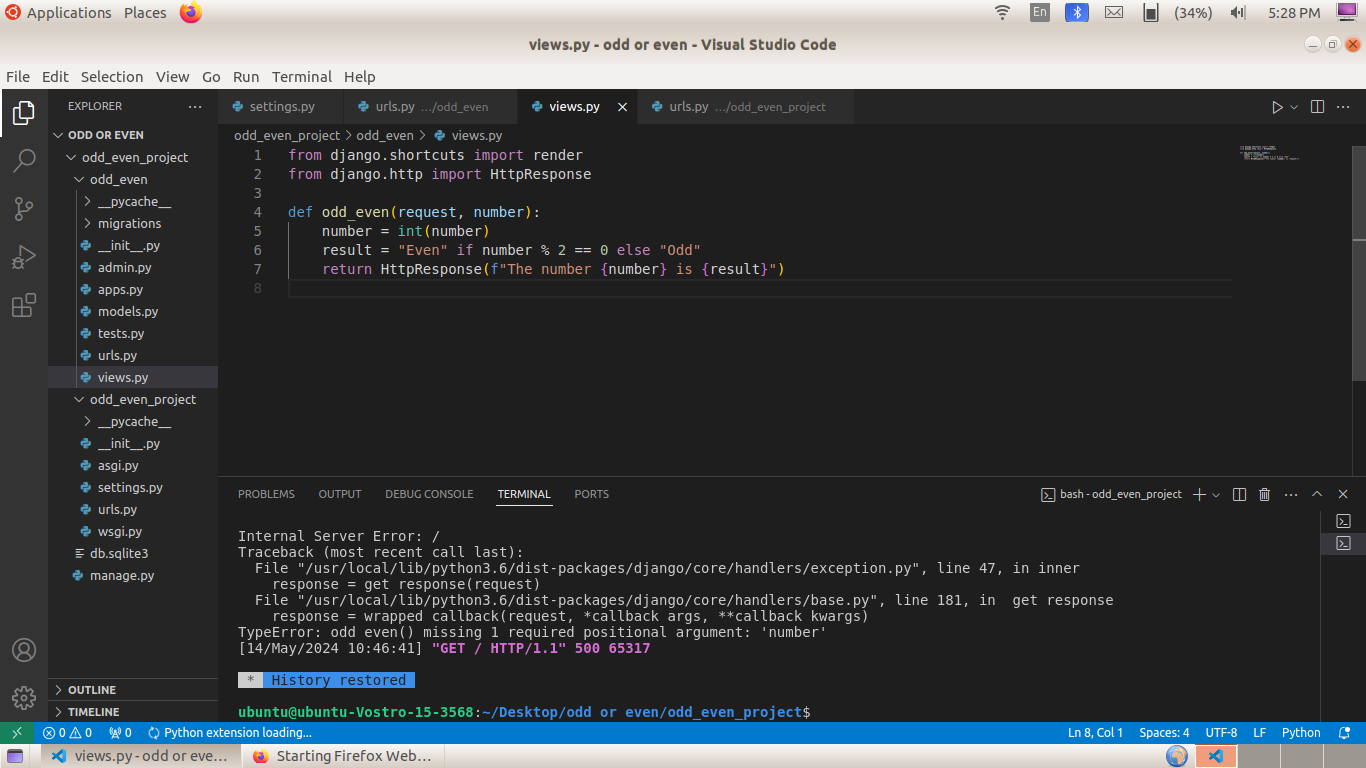 Applications Places En (34%) 5:28 PM
views.py - odd or even - Visual Studio Code
File Edit Selection View Go Run Terminal Help
EXPLORER
settings.py urls.py .../odd_even views.py urls.py .../odd_even_project
ODD OR EVEN
odd_even_project
odd_even
__pycache__
migrations
__init__.py
admin.py
apps.py
models.py
tests.py
urls.py
views.py
odd_even_project
__pycache__
__init__.py
asgi.py
settings.py
urls.py
wsgi.py
db.sqlite3
manage.py
OUTLINE
TIMELINE
odd_even_project > odd_even > views.py
1 from django.shortcuts import render
2 from django.http import HttpResponse
3
4 def odd_even(request, number):
5 number = int(number)
6 result = "Even" if number % 2 == 0 else "Odd"
7 return HttpResponse(f"The number {number} is {result}")
8
PROBLEMS OUTPUT DEBUG CONSOLE TERMINAL PORTS bash - odd_even_project
Internal Server Error: /
Traceback (most recent call last):
File "/usr/local/lib/python3.6/dist-packages/django/core/handlers/exception.py", line 47, in inner
response = get response(request)
File "/usr/local/lib/python3.6/dist-packages/django/core/handlers/base.py", line 181, in  get response
response = wrapped callback(request, *callback args, **callback kwargs)
TypeError: odd even() missing 1 required positional argument: 'number'
[14/May/2024 10:46:41] "GET / HTTP/1.1" 500 65317
* History restored
ubuntu@ubuntu-Vostro-15-3568:~/Desktop/odd or even/odd_even_project$
0 0 0 Python extension loading... Ln 8, Col 1 Spaces: 4 UTF-8 LF Python
views.py - odd or eve... Starting Firefox Web...